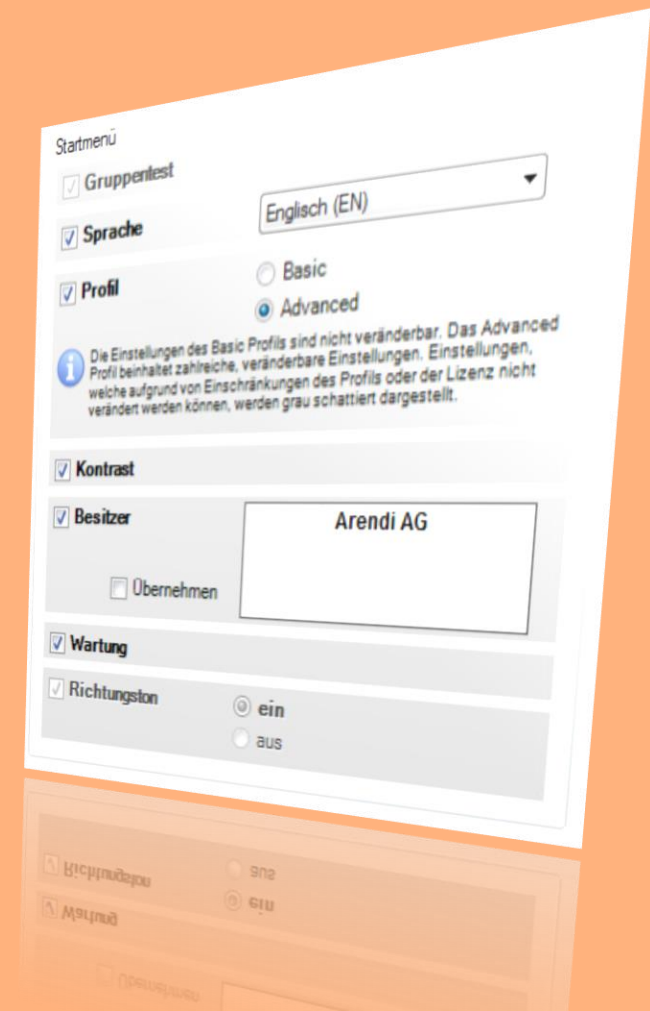 Startmenü
Gruppentest
Sprache
Englisch (EN)
Profil
Basic
Advanced
Die Einstellungen des Basic Profils sind nicht veränderbar. Das Advanced
Profil beinhaltet zahlreiche, veränderbare Einstellungen. Einstellungen,
welche aufgrund von Einschränkungen des Profils oder der Lizenz nicht
verändert werden können, werden grau schattiert dargestellt.
Kontrast
Besitzer
Arendi AG
Übernehmen
Wartung
Richtungston
ein
aus